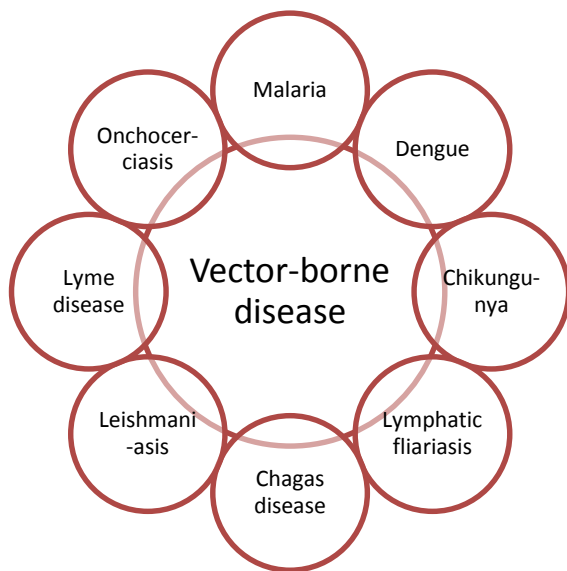 Malaria
Dengue
Chikungu-
nya
Lymphatic
fliariasis
Chagas
disease
Leishmani
-asis
Lyme
disease
Onchocer-
ciasis
Vector-borne
disease